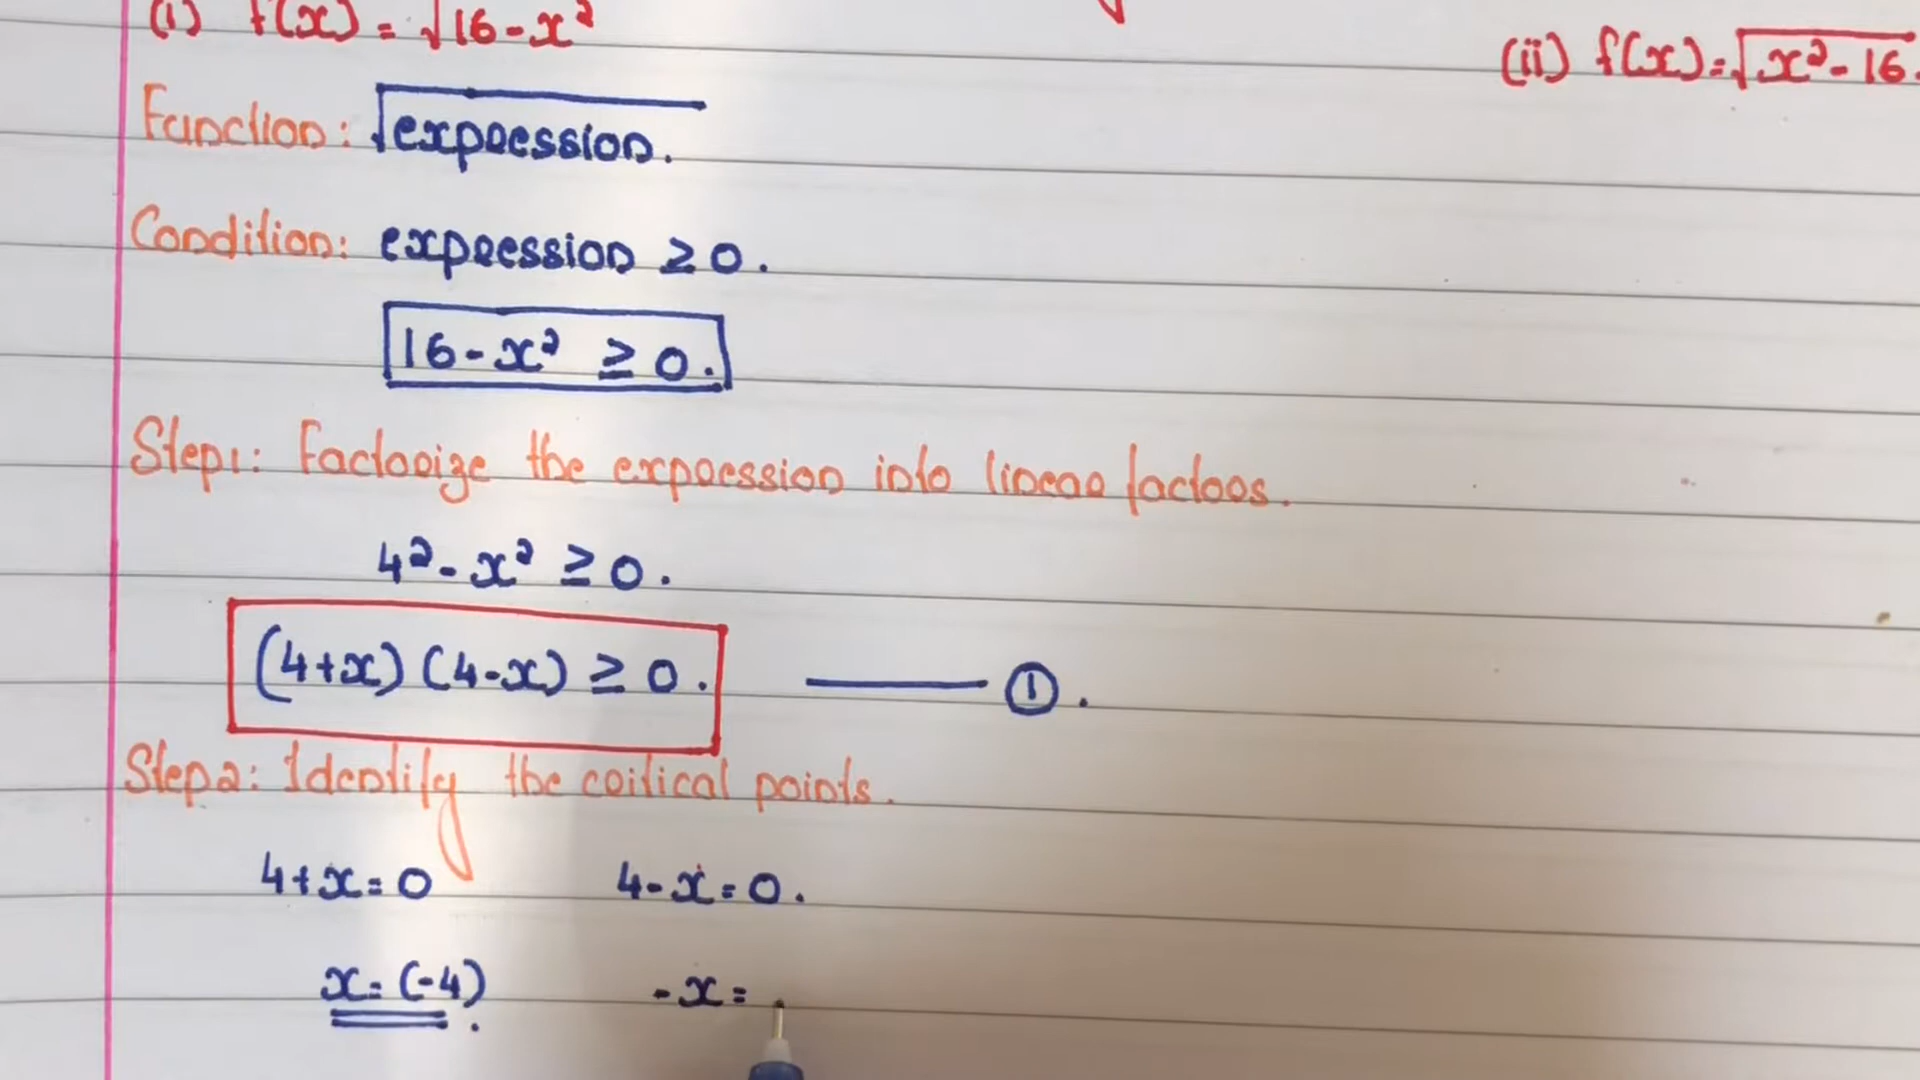 (i) f(x) = √16-x²
(ii) f(x) = √x²-16.
Function: √expression.
Condition: expression ≥ 0.
16-x² ≥ 0.
Step1: Factorize the expression into linear factors.
4²-x² ≥ 0.
(4+x) (4-x) ≥ 0. ——— ①.
Step2: Identify the critical points.
4+x=0 4-x=0.
x=(-4). -x=